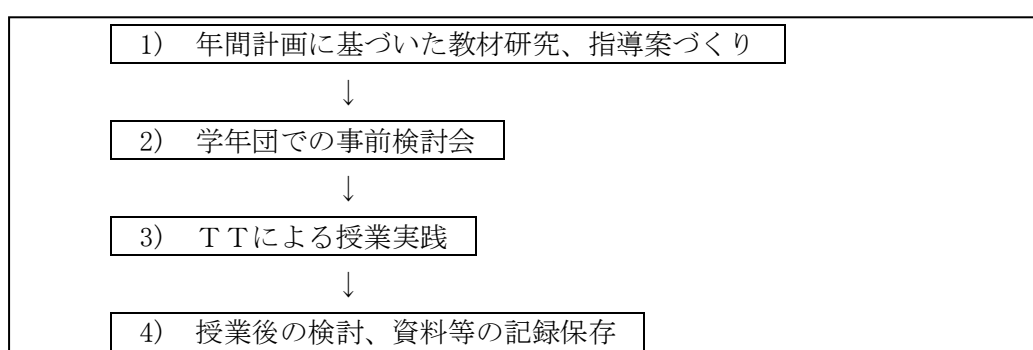 1) 年間計画に基づいた教材研究、指導案づくり
↓
2) 学年団での事前検討会
↓
3) ＴＴによる授業実践
↓
4) 授業後の検討、資料等の記録保存